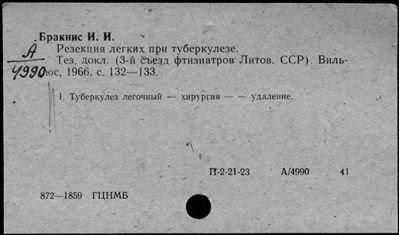 Бракнис И. И.
А
4990
Резекция легких при туберкулезе.
Тез. докл. (3-й съезд фтизиатров Литов. ССР). Виль-
нюс, 1966, с. 132—133.
1. Туберкулез легочный — хирургия — — удаление.
П-2-21-23 А/4990 41
872—1859 ГЦНМБ